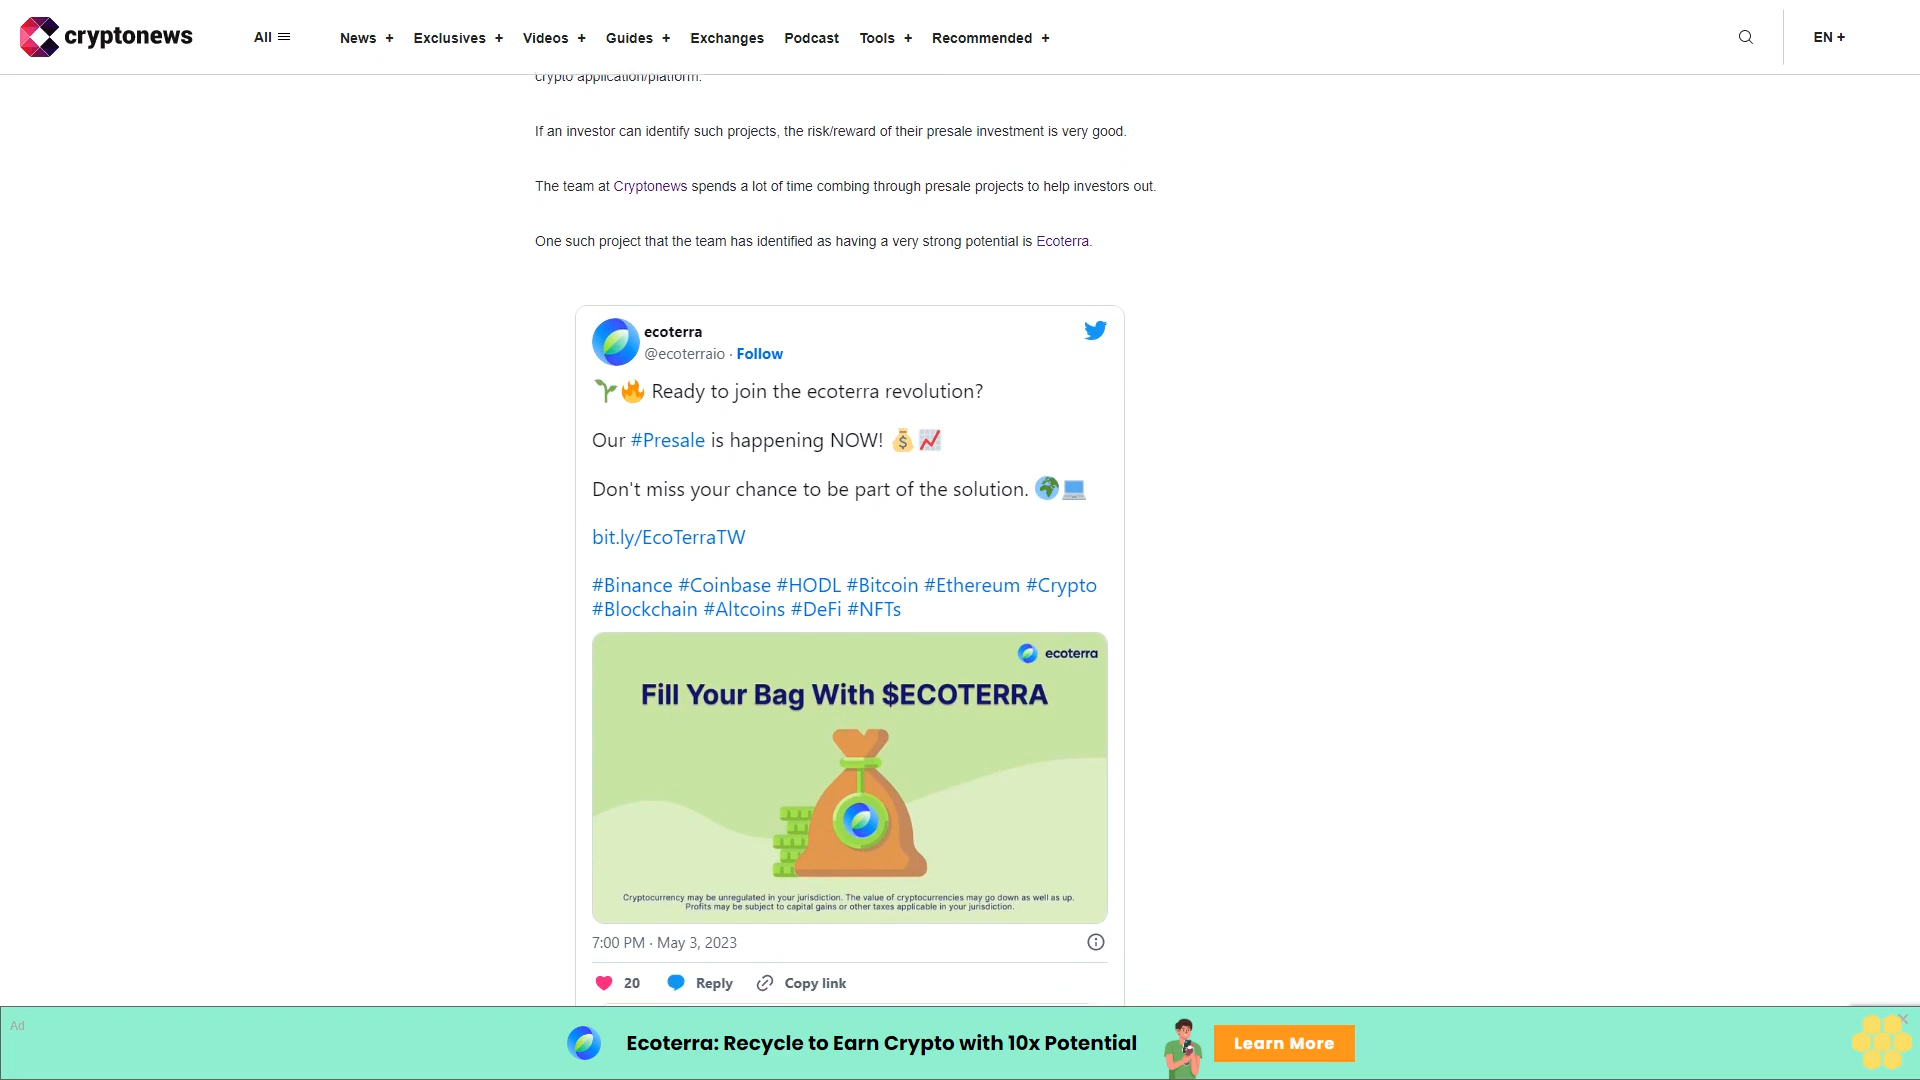 cryptonews
All
News +
Exclusives +
Videos +
Guides +
Exchanges
Podcast
Tools +
Recommended +
EN +
crypto application/platform.
If an investor can identify such projects, the risk/reward of their presale investment is very good.
The team at Cryptonews spends a lot of time combing through presale projects to help investors out.
One such project that the team has identified as having a very strong potential is Ecoterra.
ecoterra
@ecoterraio · Follow
Ready to join the ecoterra revolution?
Our #Presale is happening NOW!
Don't miss your chance to be part of the solution.
bit.ly/EcoTerraTW
#Binance #Coinbase #HODL #Bitcoin #Ethereum #Crypto
#Blockchain #Altcoins #DeFi #NFTs
ecoterra
Fill Your Bag With $ECOTERRA
Cryptocurrency may be unregulated in your jurisdiction. The value of cryptocurrencies may go down as well as up.
Profits may be subject to capital gains or other taxes applicable in your jurisdiction.
7:00 PM · May 3, 2023
20
Reply
Copy link
Ad
Ecoterra: Recycle to Earn Crypto with 10x Potential
Learn More